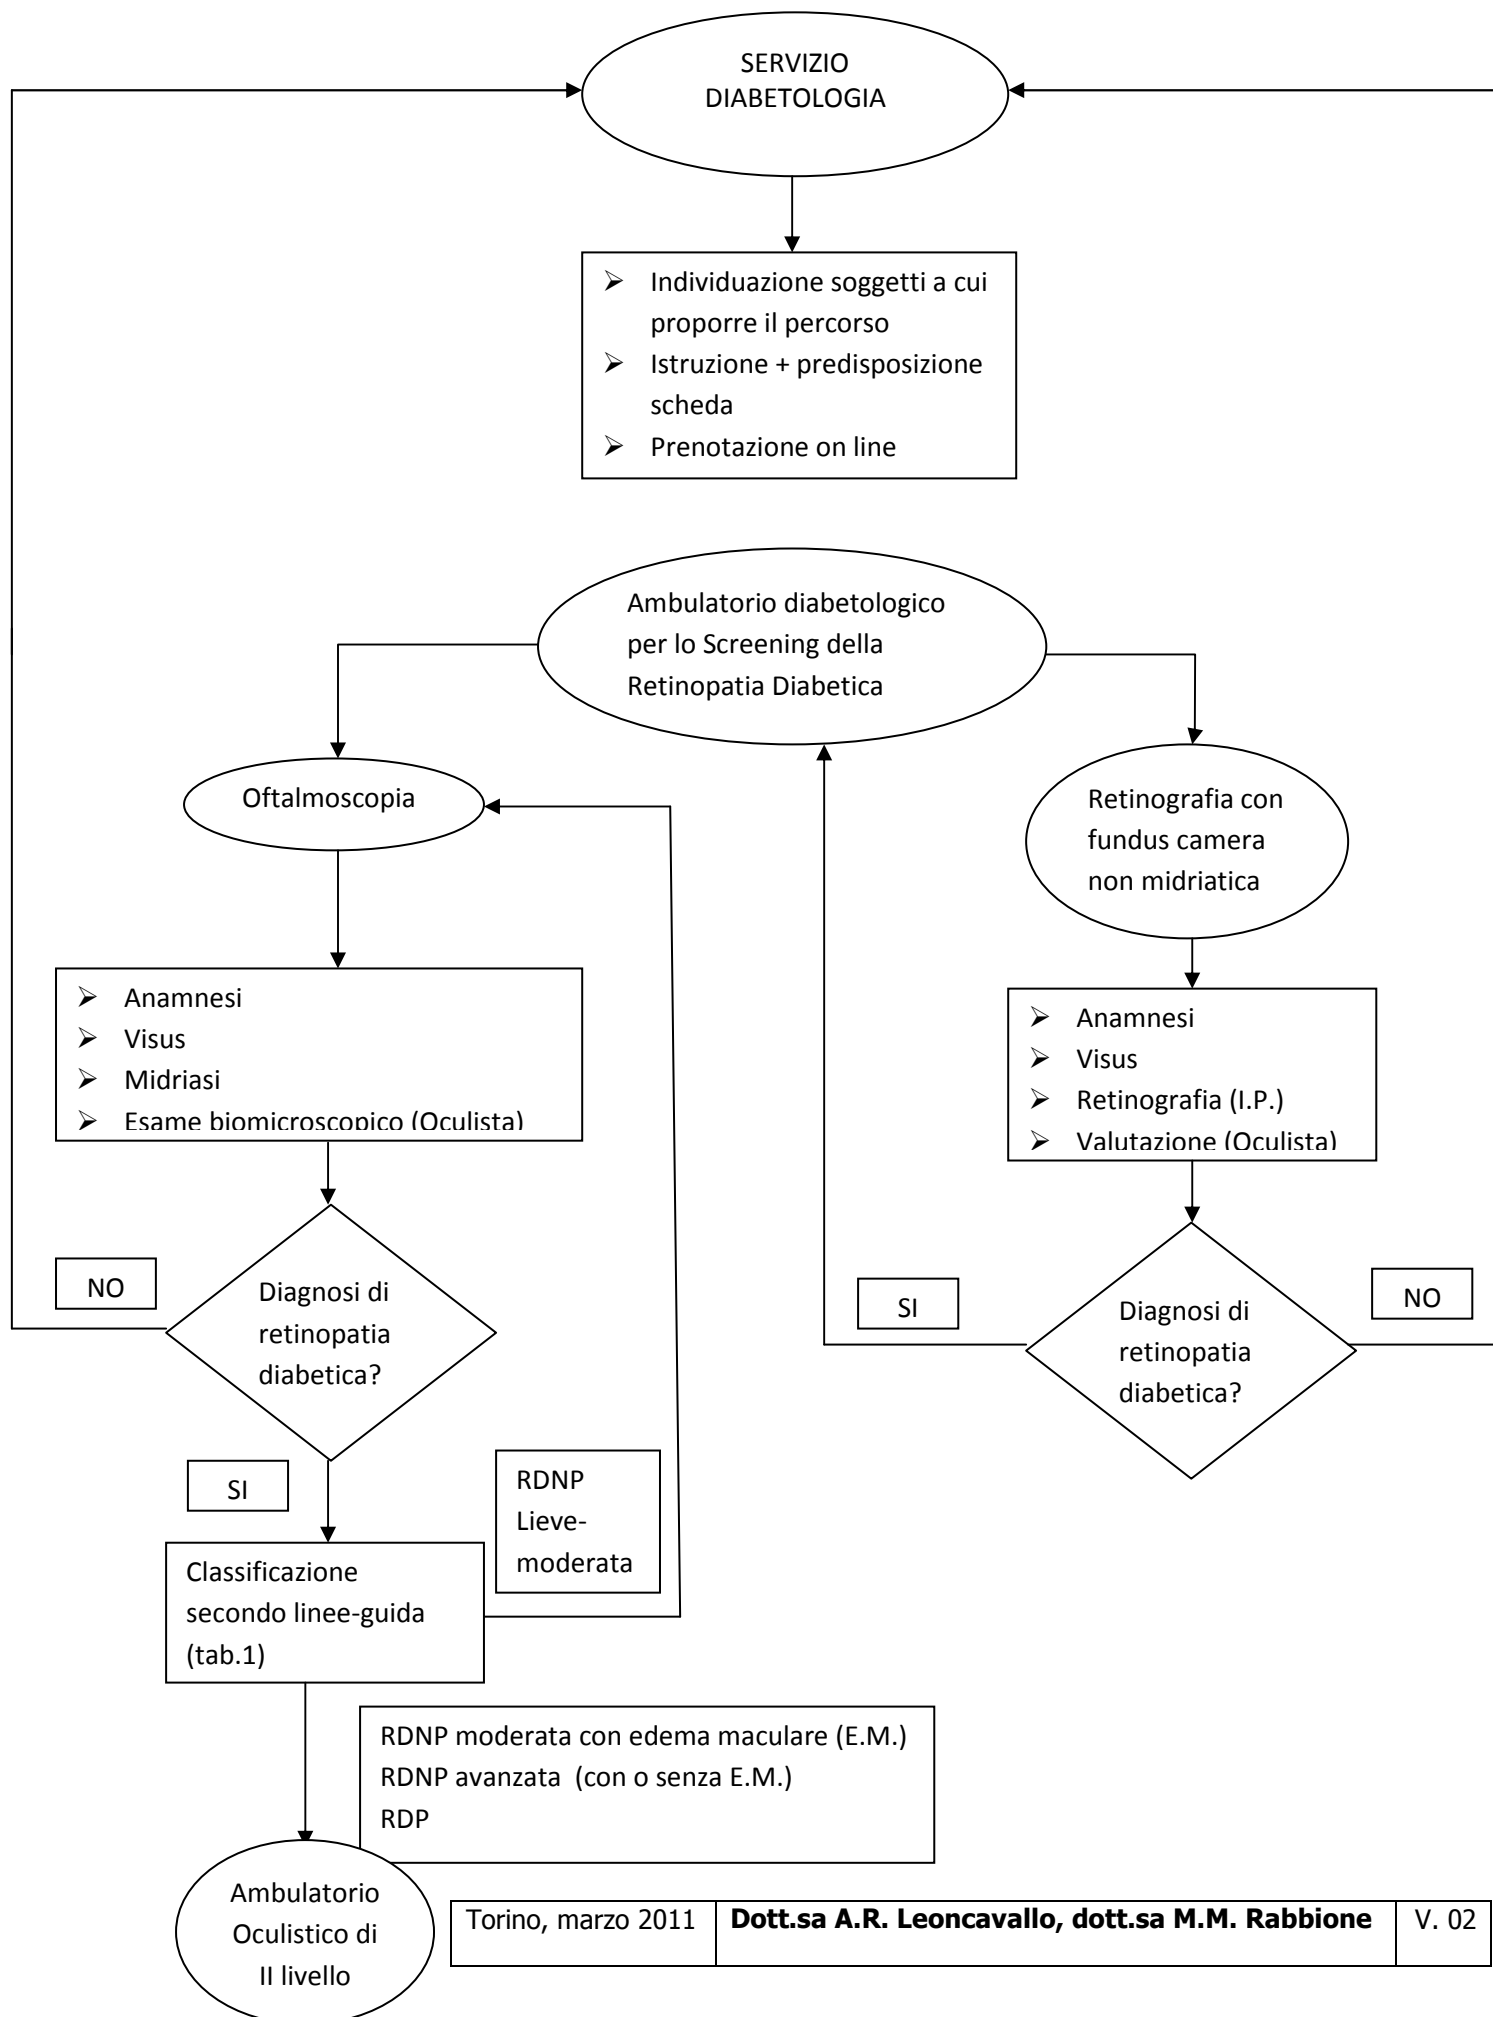 SERVIZIO
DIABETOLOGIA
➢ Individuazione soggetti a cui
proporre il percorso
➢ Istruzione + predisposizione
scheda
➢ Prenotazione on line
Ambulatorio diabetologico
per lo Screening della
Retinopatia Diabetica
Oftalmoscopia
Retinografia con
fundus camera
non midriatica
➢ Anamnesi
➢ Visus
➢ Midriasi
➢ Esame biomicroscopico (Oculista)
➢ Anamnesi
➢ Visus
➢ Retinografia (I.P.)
➢ Valutazione (Oculista)
NO
Diagnosi di
retinopatia
diabetica?
SI
Diagnosi di
retinopatia
diabetica?
NO
SI
RDNP
Lieve-
moderata
Classificazione
secondo linee-guida
(tab.1)
RDNP moderata con edema maculare (E.M.)
RDNP avanzata (con o senza E.M.)
RDP
Ambulatorio
Oculistico di
II livello
Torino, marzo 2011 Dott.sa A.R. Leoncavallo, dott.sa M.M. Rabbione V. 02